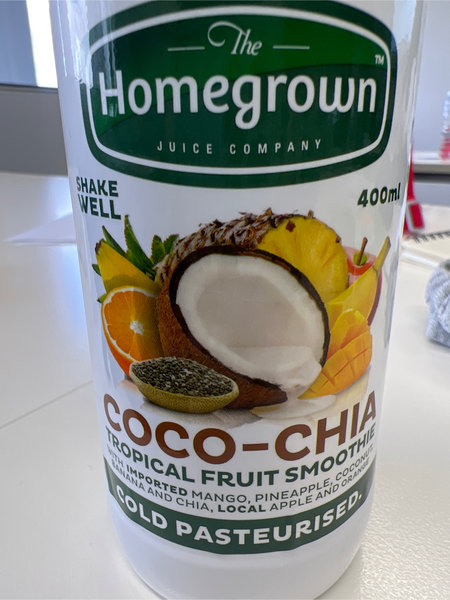 The
Homegrown™
JUICE COMPANY
SHAKE
WELL
400ml
COCO-CHIA
TROPICAL FRUIT SMOOTHIE
WITH IMPORTED MANGO, PINEAPPLE, COCONUT,
BANANA AND CHIA, LOCAL APPLE AND ORANGE
COLD PASTEURISED.